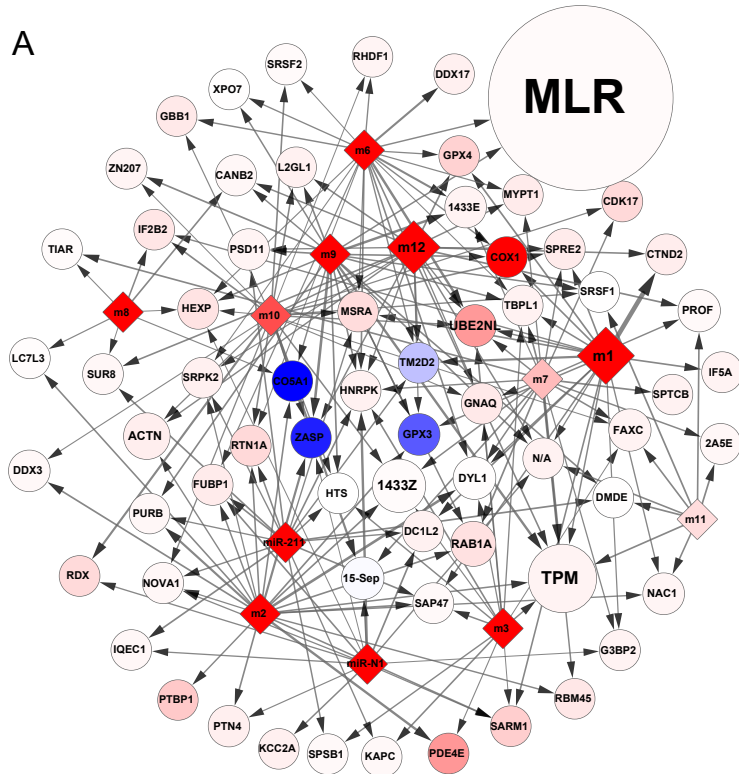 A
SRSF2
RHDF1
DDX17
XPO7
MLR
GBB1
m6
GPX4
ZN207
CANB2
L2GL1
MYPT1
CDK17
1433E
IF2B2
PSD11
TIAR
m9
m12
COX1
SPRE2
CTND2
SRSF1
HEXP
m8
m10
MSRA
TBPL1
PROF
UBE2NL
LC7L3
SUR8
SRPK2
COSA1
TM2D2
m1
m7
IF5A
HNRPK
GNAQ
SPTCB
ACTN
RTN1A
ZASP
GPX3
FAXC
2A5E
DDX3
FUBP1
HTS
1433Z
DYL1
N/A
DMDE
PURB
miR-211
DC1L2
RAB1A
m11
RDX
NOVA1
15-Sep
TPM
NAC1
SAP47
m2
m3
IQEC1
miR-N1
G3BP2
PTBP1
RBM45
PTN4
SARM1
KCC2A
SPSB1
KAPC
PDE4E